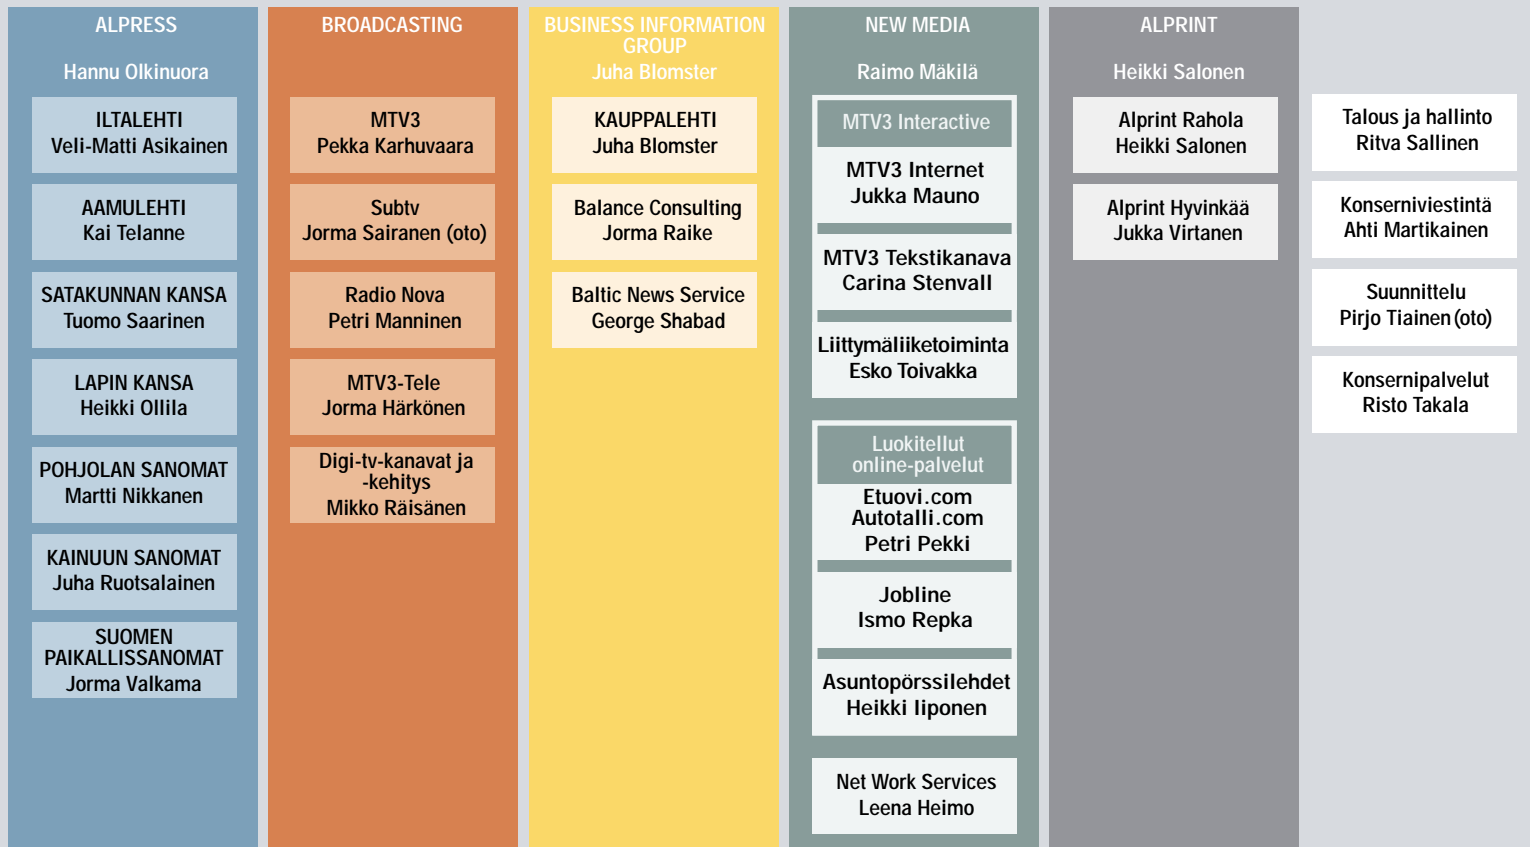 ALPRESS
Hannu Olkinuora
ILTALEHTI
Veli-Matti Asikainen
AAMULEHTI
Kai Telanne
SATAKUNNAN KANSA
Tuomo Saarinen
LAPIN KANSA
Heikki Ollila
POHJOLAN SANOMAT
Martti Nikkanen
KAINUUN SANOMAT
Juha Ruotsalainen
SUOMEN
PAIKALLISSANOMAT
Jorma Valkama
BROADCASTING
MTV3
Pekka Karhuvaara
Subtv
Jorma Sairanen (oto)
Radio Nova
Petri Manninen
MTV3-Tele
Jorma Härkönen
Digi-tv-kanavat ja
-kehitys
Mikko Räisänen
BUSINESS INFORMATION
GROUP
Juha Blomster
KAUPPALEHTI
Juha Blomster
Balance Consulting
Jorma Raike
Baltic News Service
George Shabad
NEW MEDIA
Raimo Mäkilä
MTV3 Interactive
MTV3 Internet
Jukka Mauno
MTV3 Tekstikanava
Carina Stenvall
Liittymäliiketoiminta
Esko Toivakka
Luokitellut
online-palvelut
Etuovi.com
Autotalli.com
Petri Pekki
Jobline
Ismo Repka
Asuntopörssilehdet
Heikki Iiponen
Net Work Services
Leena Heimo
ALPRINT
Heikki Salonen
Alprint Rahola
Heikki Salonen
Alprint Hyvinkää
Jukka Virtanen
Talous ja hallinto
Ritva Sallinen
Konserniviestintä
Ahti Martikainen
Suunnittelu
Pirjo Tiainen (oto)
Konsernipalvelut
Risto Takala